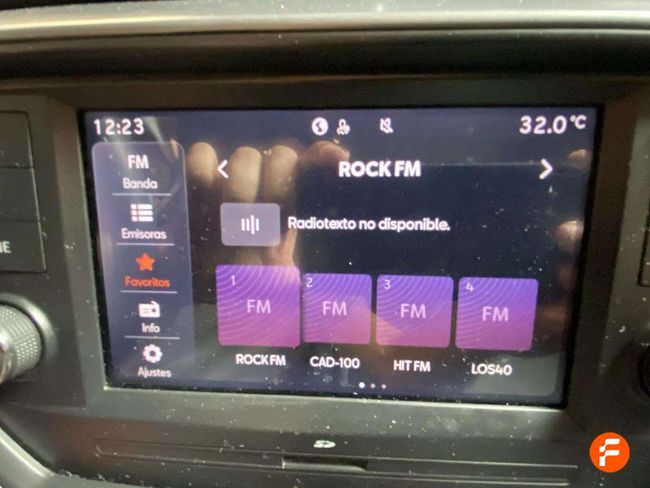 12:23
32.0°C
FM
Banda
ROCK FM
Emisoras
Radiotexto no disponible.
Favoritos
1
FM
2
FM
3
FM
4
FM
Info
ROCK FM
CAD-100
HIT FM
LOS40
Ajustes
SD